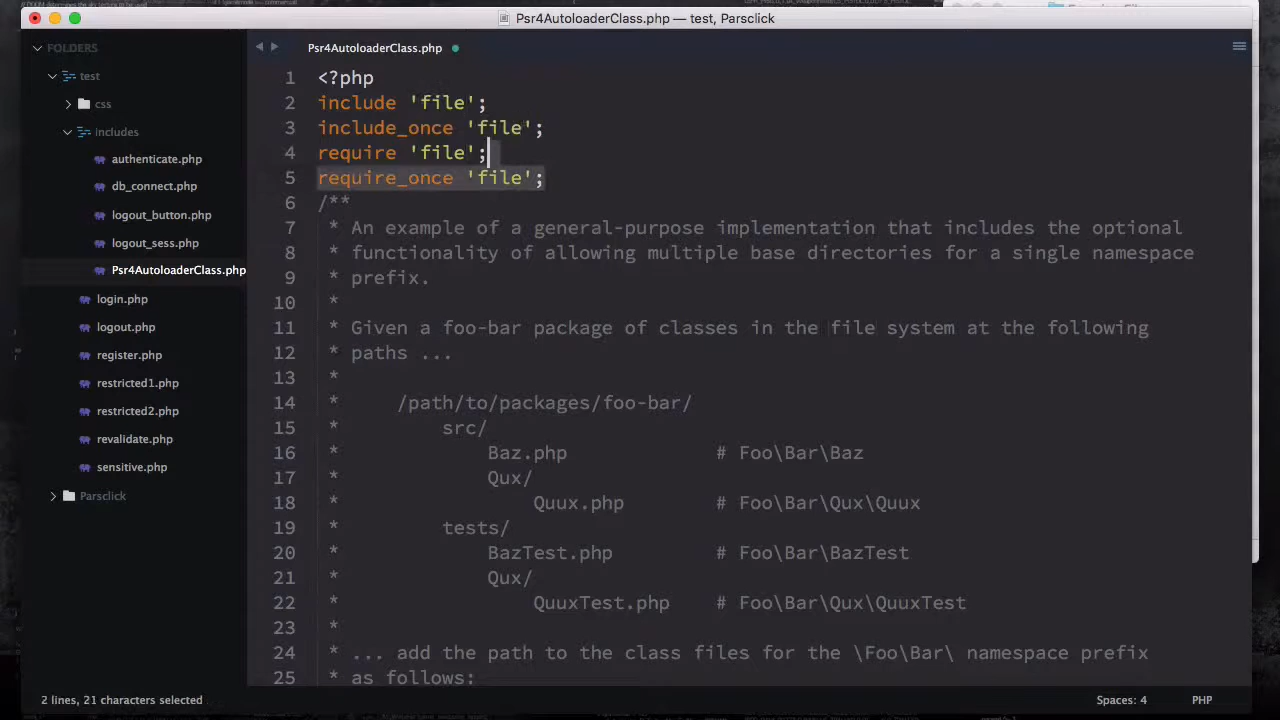 Psr4AutoloaderClass.php — test, Parsclick
FOLDERS
test
css
includes
authenticate.php
db_connect.php
logout_button.php
logout_sess.php
Psr4AutoloaderClass.php
login.php
logout.php
register.php
restricted1.php
restricted2.php
revalidate.php
sensitive.php
Parsclick
Psr4AutoloaderClass.php
1 <?php
2 include 'file';
3 include_once 'file';
4 require 'file';
5 require_once 'file';
6 /**
7 * An example of a general-purpose implementation that includes the optional
8 * functionality of allowing multiple base directories for a single namespace
9 * prefix.
10 *
11 * Given a foo-bar package of classes in the file system at the following
12 * paths ...
13 *
14 * /path/to/packages/foo-bar/
15 * src/
16 * Baz.php # Foo\Bar\Baz
17 * Qux/
18 * Quux.php # Foo\Bar\Qux\Quux
19 * tests/
20 * BazTest.php # Foo\Bar\BazTest
21 * Qux/
22 * QuuxTest.php # Foo\Bar\Qux\QuuxTest
23 *
24 * ... add the path to the class files for the \Foo\Bar\ namespace prefix
25 * as follows:
2 lines, 21 characters selected
Spaces: 4
PHP